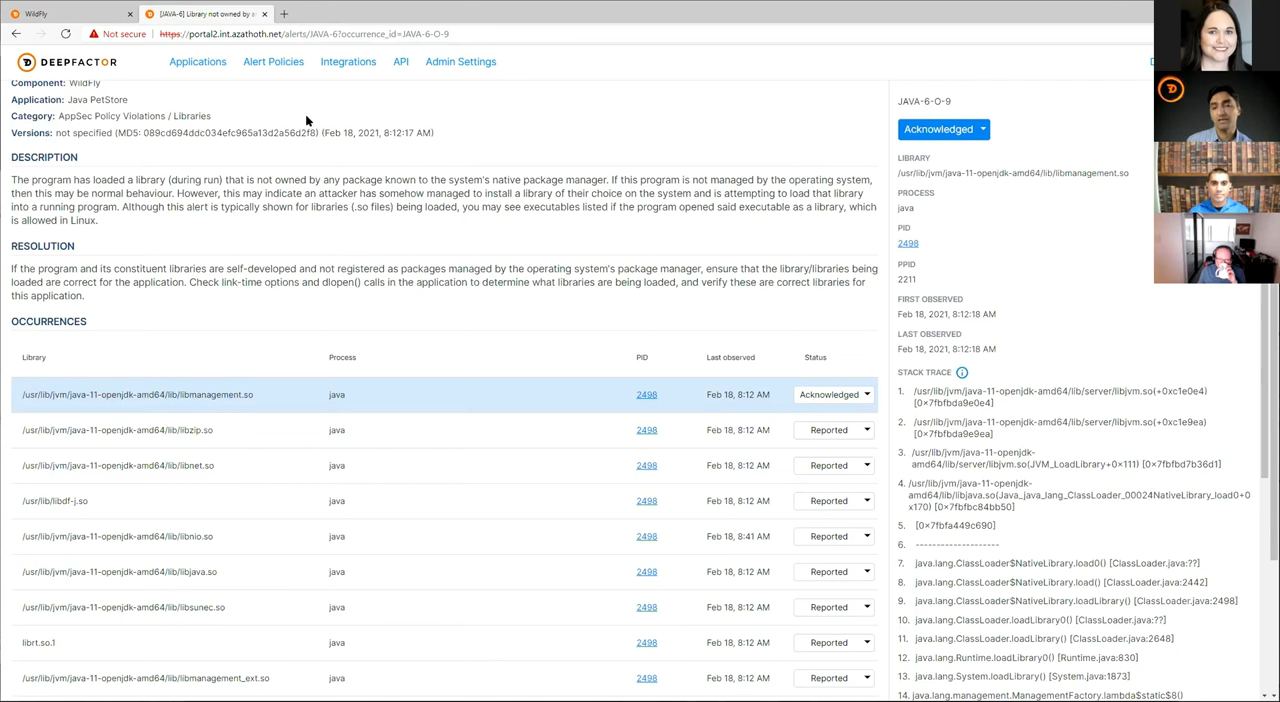 WildFly
[JAVA-6] Library not owned by a
Not secure
https://portal2.int.azathoth.net/alerts/JAVA-6?occurrence_id=JAVA-6-O-9
DEEPFACTOR
Applications
Alert Policies
Integrations
API
Admin Settings
Component: WildFly
Application: Java PetStore
Category: AppSec Policy Violations / Libraries
Versions: not specified (MD5: 089cd694ddc034efc965a13d2a56d2f8) (Feb 18, 2021, 8:12:17 AM)
DESCRIPTION
The program has loaded a library (during run) that is not owned by any package known to the system's native package manager. If this program is not managed by the operating system,
then this may be normal behaviour. However, this may indicate an attacker has somehow managed to install a library of their choice on the system and is attempting to load that library
into a running program. Although this alert is typically shown for libraries (.so files) being loaded, you may see executables listed if the program opened said executable as a library, which
is allowed in Linux.
RESOLUTION
If the program and its constituent libraries are self-developed and not registered as packages managed by the operating system's package manager, ensure that the library/libraries being
loaded are correct for the application. Check link-time options and dlopen() calls in the application to determine what libraries are being loaded, and verify these are correct libraries for
this application.
OCCURRENCES
Library Process PID Last observed Status
/usr/lib/jvm/java-11-openjdk-amd64/lib/libmanagement.so java 2498 Feb 18, 8:12 AM Acknowledged
/usr/lib/jvm/java-11-openjdk-amd64/lib/libzip.so java 2498 Feb 18, 8:12 AM Reported
/usr/lib/jvm/java-11-openjdk-amd64/lib/libnet.so java 2498 Feb 18, 8:12 AM Reported
/usr/lib/libdf-j.so java 2498 Feb 18, 8:12 AM Reported
/usr/lib/jvm/java-11-openjdk-amd64/lib/libnio.so java 2498 Feb 18, 8:41 AM Reported
/usr/lib/jvm/java-11-openjdk-amd64/lib/libjava.so java 2498 Feb 18, 8:12 AM Reported
/usr/lib/jvm/java-11-openjdk-amd64/lib/libsunec.so java 2498 Feb 18, 8:12 AM Reported
librt.so.1 java 2498 Feb 18, 8:12 AM Reported
/usr/lib/jvm/java-11-openjdk-amd64/lib/libmanagement_ext.so java 2498 Feb 18, 8:12 AM Reported
JAVA-6-O-9
Acknowledged
LIBRARY
/usr/lib/jvm/java-11-openjdk-amd64/lib/libmanagement.so
PROCESS
java
PID
2498
PPID
2211
FIRST OBSERVED
Feb 18, 2021, 8:12:18 AM
LAST OBSERVED
Feb 18, 2021, 8:12:18 AM
STACK TRACE
1. /usr/lib/jvm/java-11-openjdk-amd64/lib/server/libjvm.so(+0xc1e0e4)
[0x7fbfbda9e0e4]
2. /usr/lib/jvm/java-11-openjdk-amd64/lib/server/libjvm.so(+0xc1e9ea)
[0x7fbfbda9e9ea]
3. /usr/lib/jvm/java-11-openjdk-
amd64/lib/server/libjvm.so(JVM_LoadLibrary+0x111) [0x7fbfbd7b36d1]
4. /usr/lib/jvm/java-11-openjdk-
amd64/lib/libjava.so(Java_java_lang_ClassLoader_00024NativeLibrary_load0+0
x170) [0x7fbfbc84bb50]
5. [0x7fbfa449c690]
6. --------------------
7. java.lang.ClassLoader$NativeLibrary.load0() [ClassLoader.java:??]
8. java.lang.ClassLoader$NativeLibrary.load() [ClassLoader.java:2442]
9. java.lang.ClassLoader$NativeLibrary.loadLibrary() [ClassLoader.java:2498]
10. java.lang.ClassLoader.loadLibrary0() [ClassLoader.java:??]
11. java.lang.ClassLoader.loadLibrary() [ClassLoader.java:2648]
12. java.lang.Runtime.loadLibrary0() [Runtime.java:830]
13. java.lang.System.loadLibrary() [System.java:1873]
14. java.lang.management.ManagementFactory.lambda$static$8()